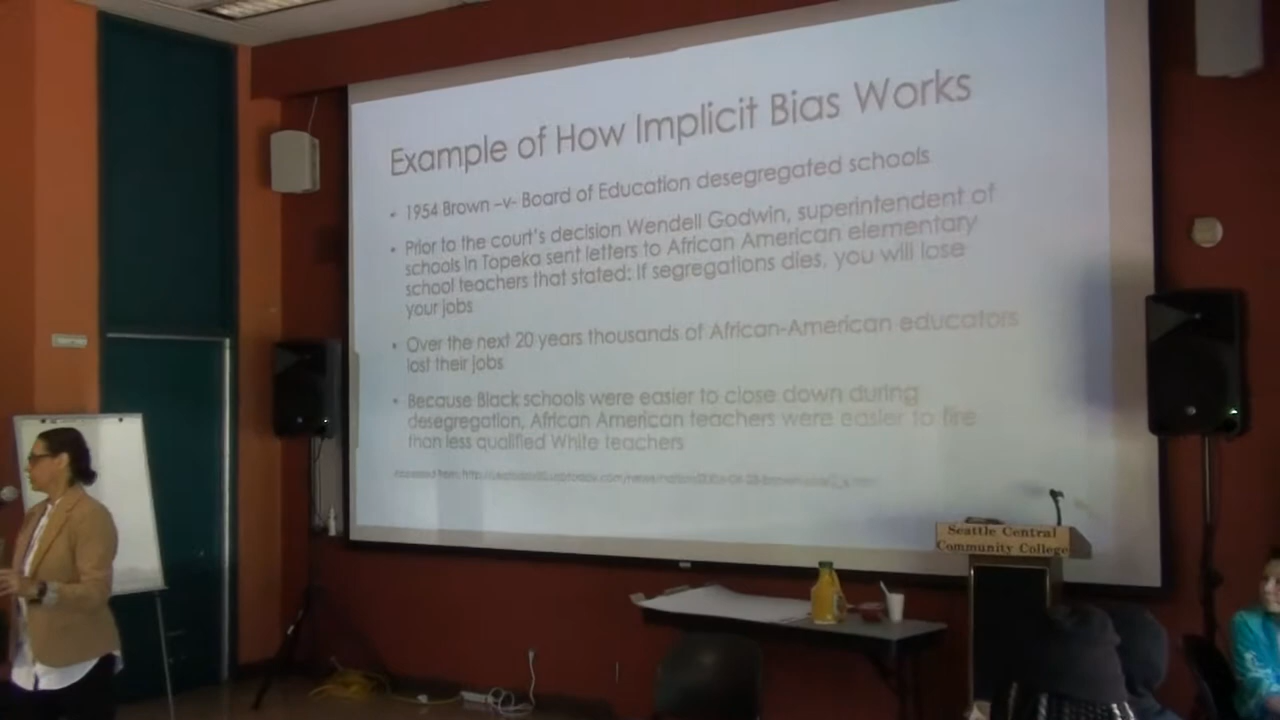 Example of How Implicit Bias Works
• 1954 Brown –v- Board of Education desegregated schools
• Prior to the court's decision Wendell Godwin, superintendent of
schools in Topeka sent letters to African American elementary
school teachers that stated: If segregations dies, you will lose
your jobs
• Over the next 20 years thousands of African-American educators
lost their jobs
• Because Black schools were easier to close down during
desegregation, African American teachers were easier to fire
than less qualified White teachers
Seattle Central
Community College